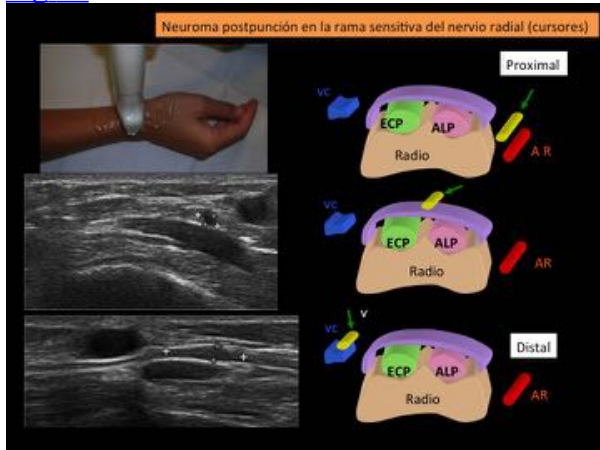 Neuroma postpunción en la rama sensitiva del nervio radial (cursores)
Proximal
VC
ECP
ALP
Radio
A R
VC
ECP
ALP
Radio
AR
V
VC
Distal
ECP
ALP
AR
Radio